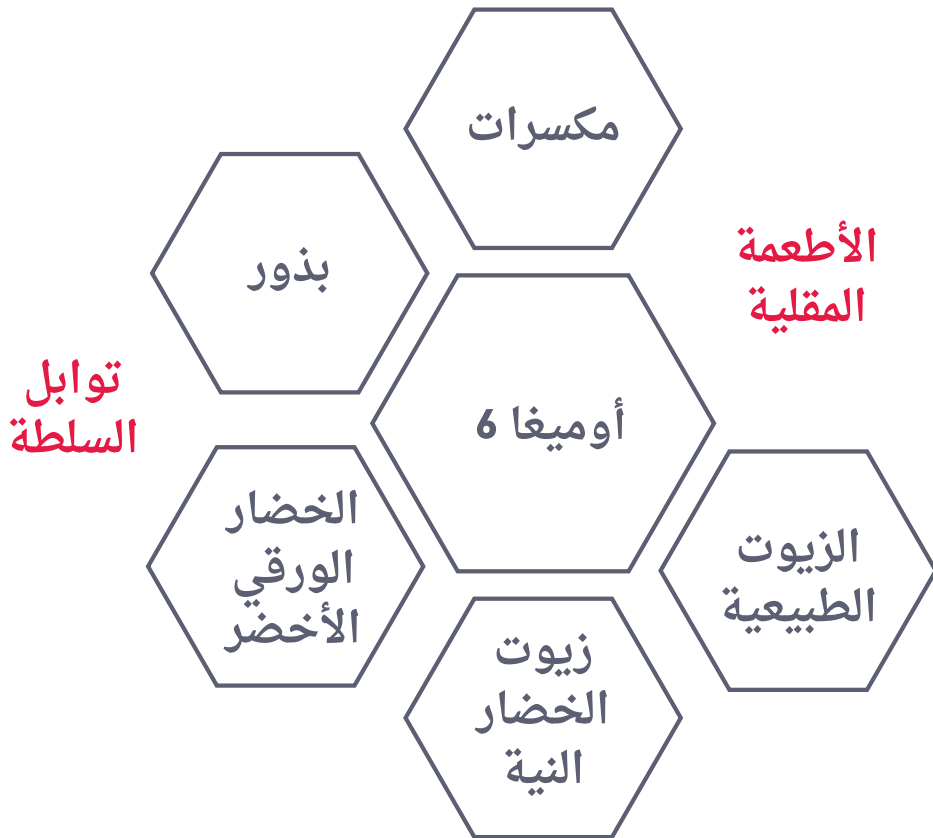 مكسرات
الأطعمة
المقلية
بذور
توابل
السلطة
أوميغا 6
الخضار
الورقي
الأخضر
الزيوت
الطبيعية
زيوت
الخضار
النية